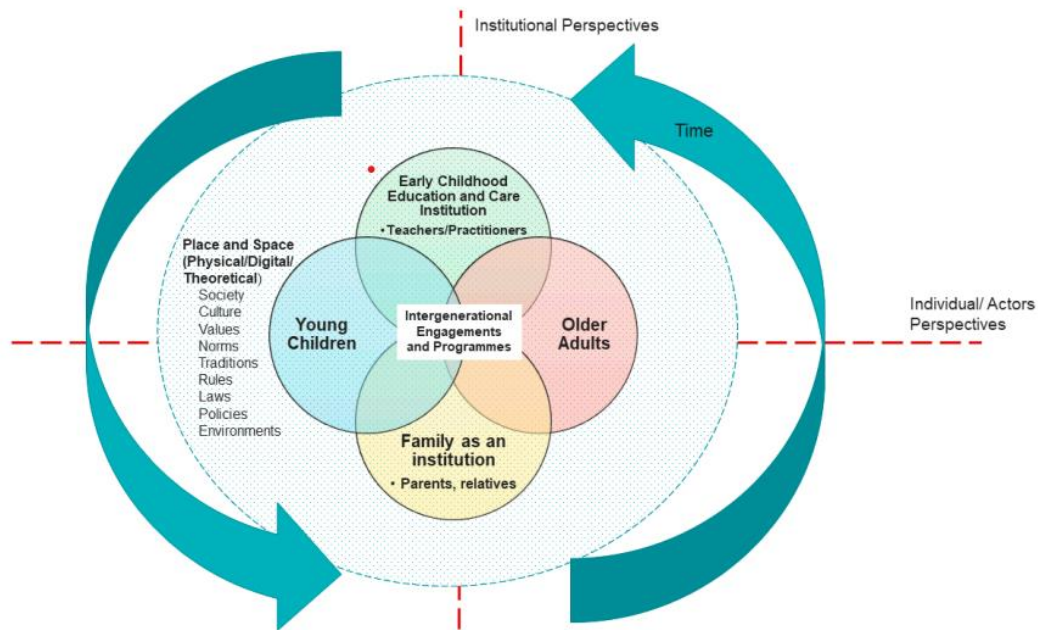 Institutional Perspectives
Time
Early Childhood
Education and Care
Institution
• Teachers/Practitioners
Place and Space
(Physical/Digital/
Theoretical)
Society
Culture
Values
Norms
Traditions
Rules
Laws
Policies
Environments
Young
Children
Intergenerational
Engagements
and Programmes
Older
Adults
Individual/ Actors
Perspectives
Family as an
institution
• Parents, relatives